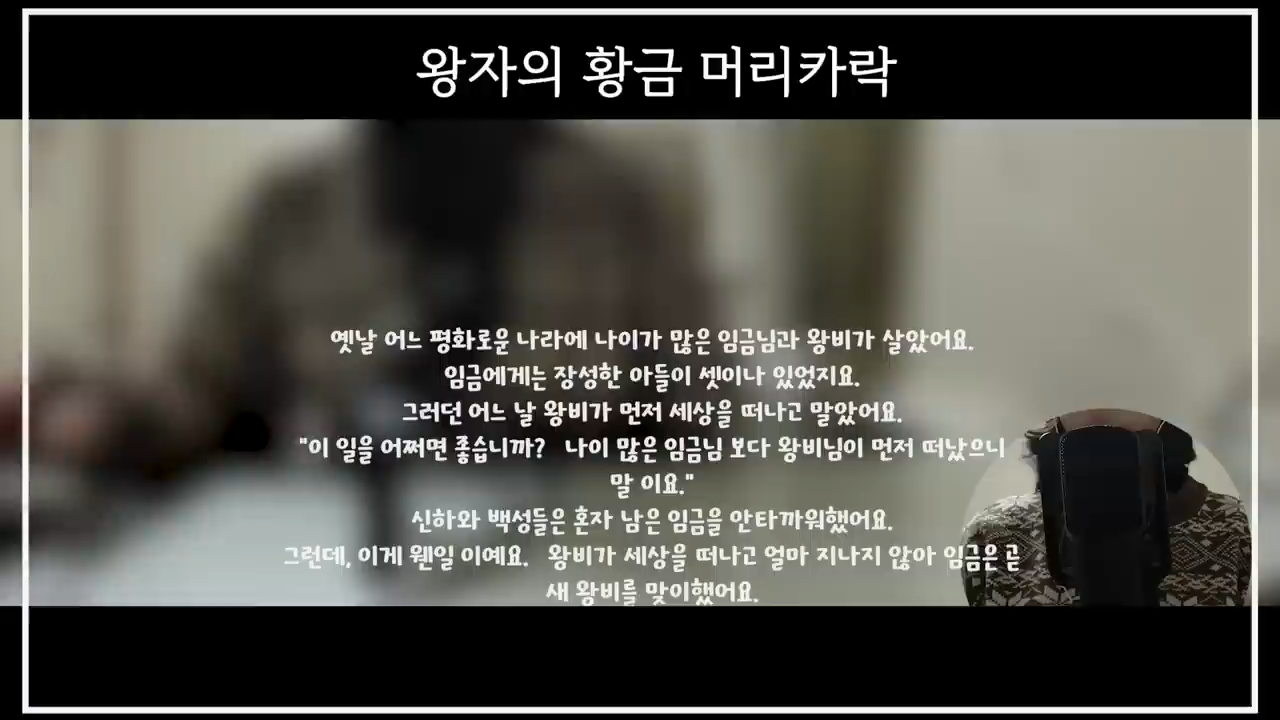 왕자의 황금 머리카락
옛날 어느 평화로운 나라에 나이가 많은 임금님과 왕비가 살았어요.
임금에게는 장성한 아들이 셋이나 있었지요.
그러던 어느 날 왕비가 먼저 세상을 떠나고 말았어요.
"이 일을 어쩌면 좋습니까? 나이 많은 임금님 보다 왕비님이 먼저 떠났으니
말 이요."
신하와 백성들은 혼자 남은 임금을 안타까워했어요.
그런데, 이게 웬일 이예요. 왕비가 세상을 떠나고 얼마 지나지 않아 임금은 곧
새 왕비를 맞이했어요.